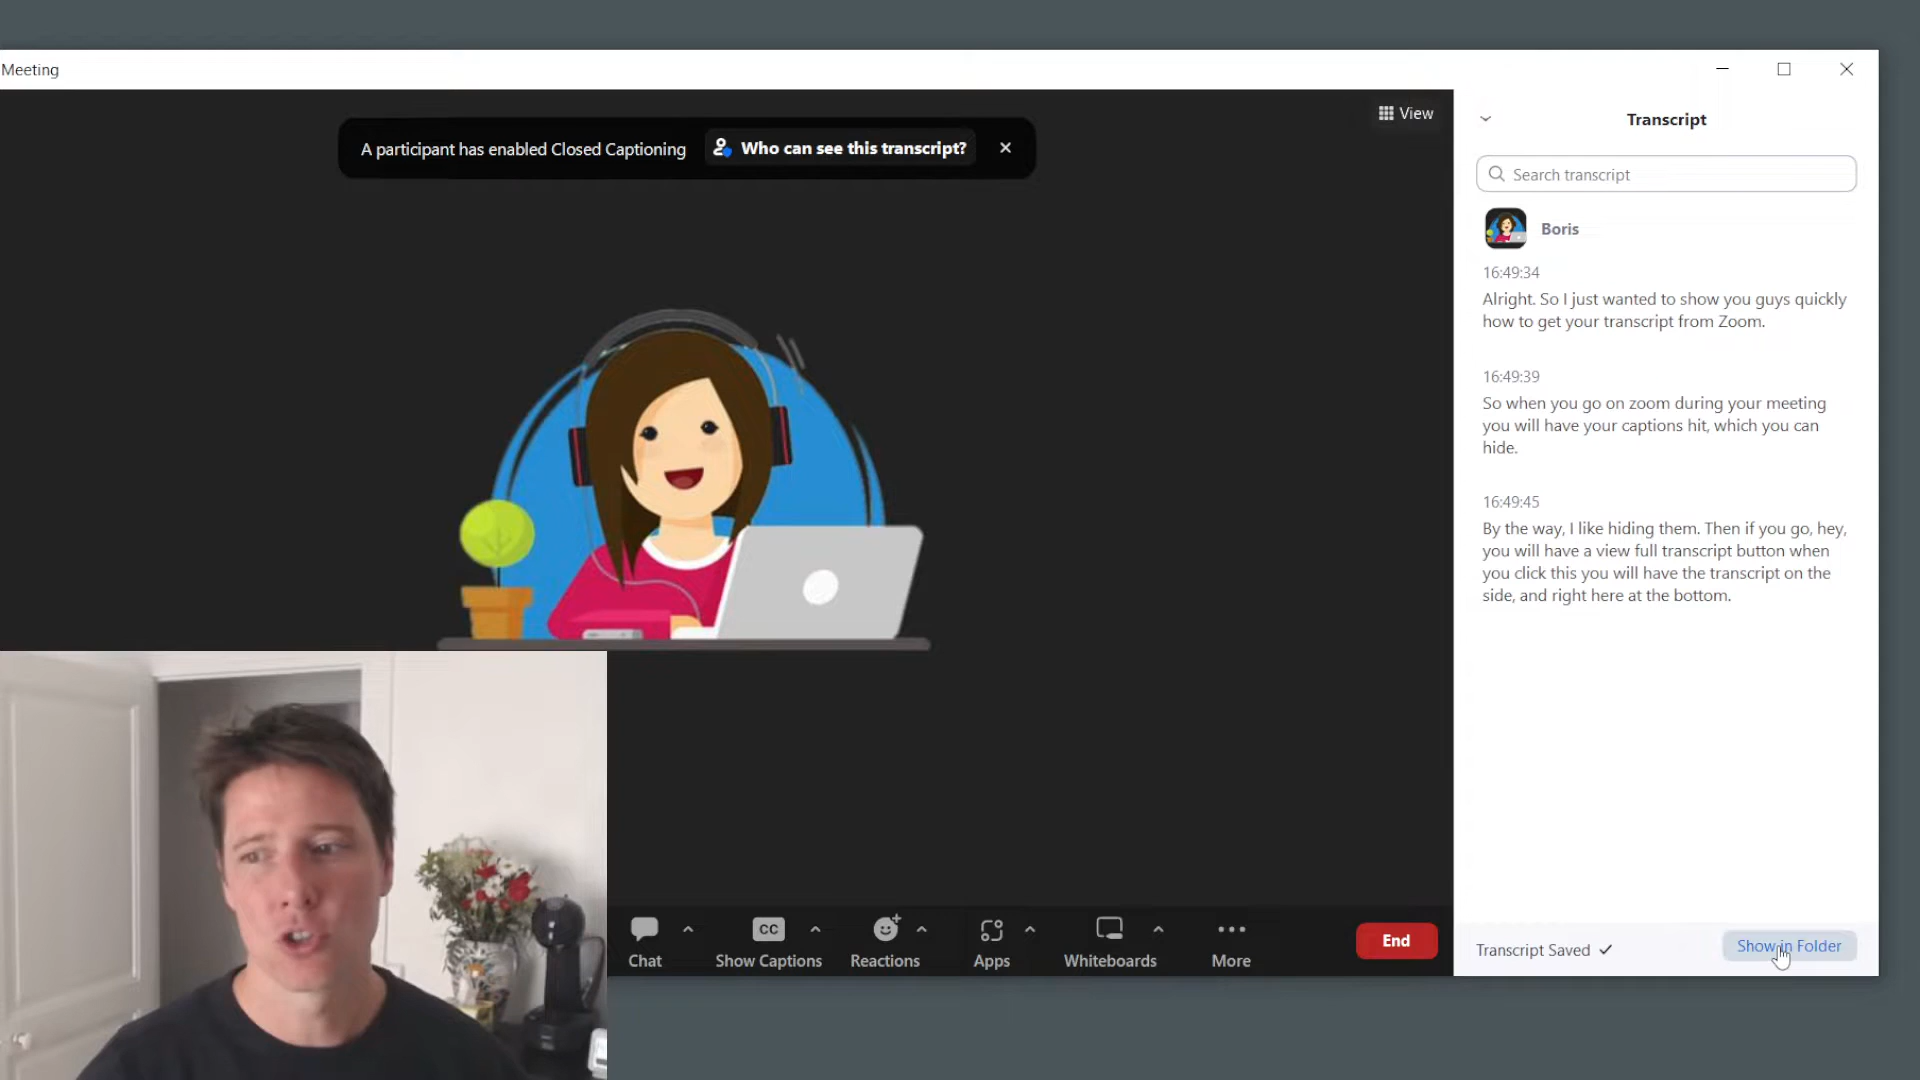 Meeting
View
A participant has enabled Closed Captioning
Who can see this transcript?
Transcript
Search transcript
Boris
16:49:34
Alright. So I just wanted to show you guys quickly
how to get your transcript from Zoom.
16:49:39
So when you go on zoom during your meeting
you will have your captions hit, which you can
hide.
16:49:45
By the way, I like hiding them. Then if you go, hey,
you will have a view full transcript button when
you click this you will have the transcript on the
side, and right here at the bottom.
Transcript Saved
Show in Folder
CC
Chat
Show Captions
Reactions
Apps
Whiteboards
More
End